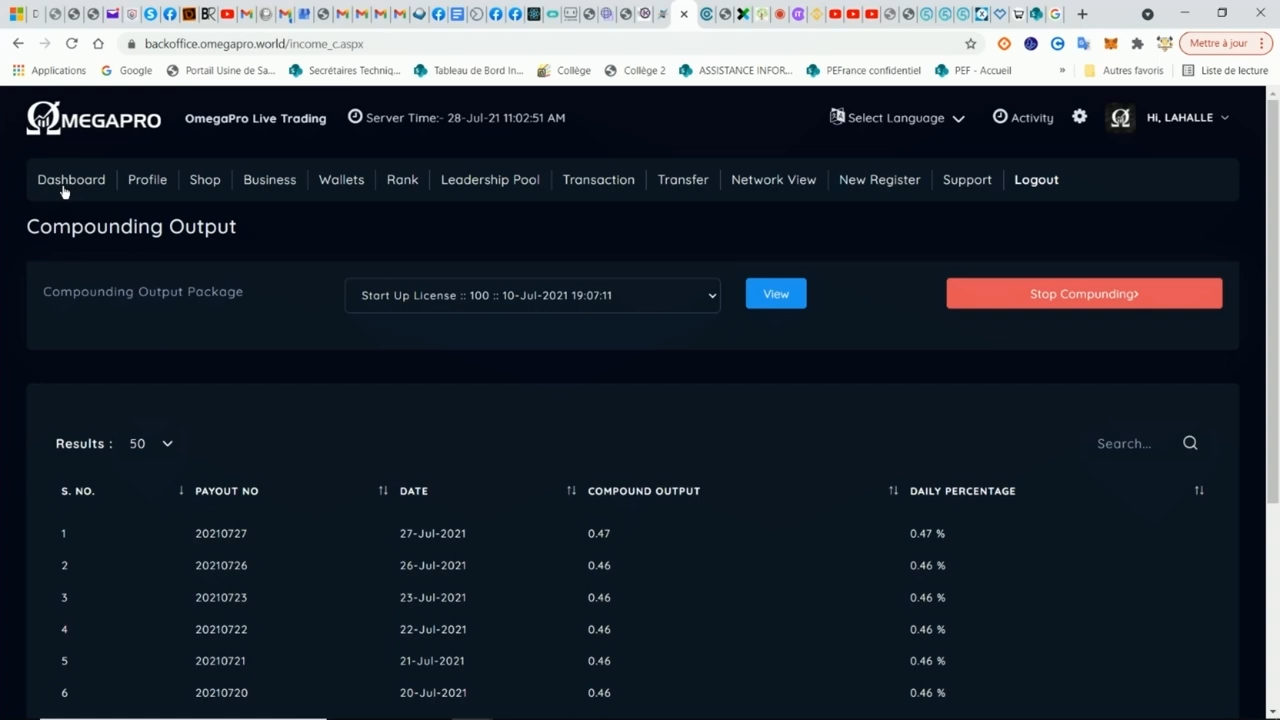 Mettre à jour
backoffice.omegapro.world/income_c.aspx
Applications Google Portail Usine de Sa... Secrétaires Techniq... Tableau de Bord In... Collège Collège 2 ASSISTANCE INFOR... PEFrance confidentiel PEF - Accueil » Autres favoris Liste de lecture
ΩMEGAPRO OmegaPro Live Trading Server Time:- 28-Jul-21 11:02:51 AM Select Language Activity HI, LAHALLE
Dashboard Profile Shop Business Wallets Rank Leadership Pool Transaction Transfer Network View New Register Support Logout
Compounding Output
Compounding Output Package Start Up License :: 100 :: 10-Jul-2021 19:07:11 View Stop Compunding>
Results : 50 Search...
S. NO. PAYOUT NO DATE COMPOUND OUTPUT DAILY PERCENTAGE
1 20210727 27-Jul-2021 0.47 0.47 %
2 20210726 26-Jul-2021 0.46 0.46 %
3 20210723 23-Jul-2021 0.46 0.46 %
4 20210722 22-Jul-2021 0.46 0.46 %
5 20210721 21-Jul-2021 0.46 0.46 %
6 20210720 20-Jul-2021 0.46 0.46 %